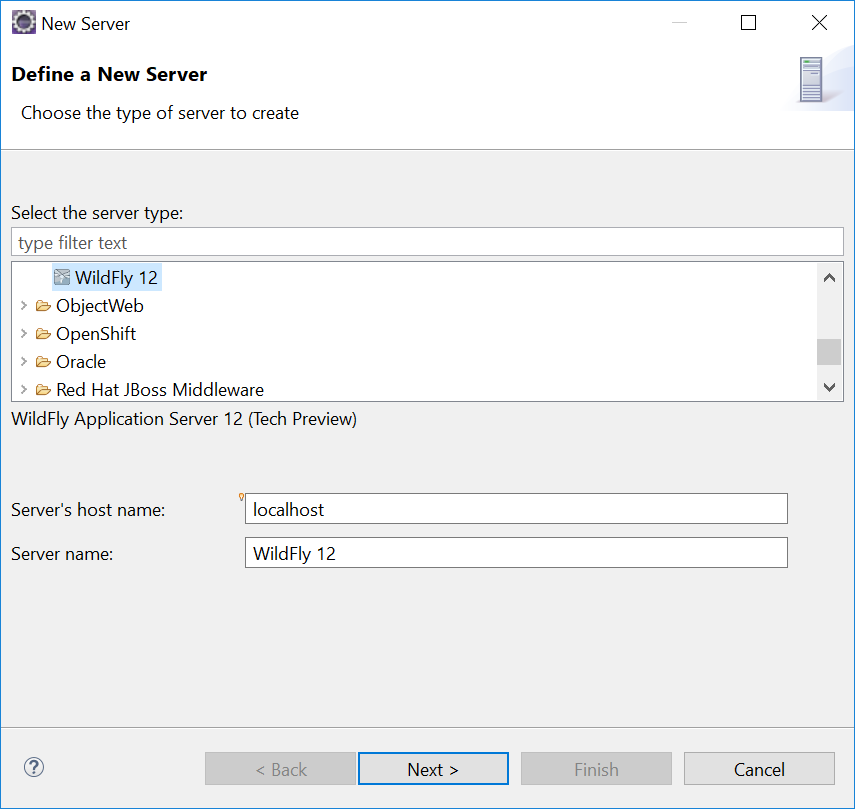 New Server
Define a New Server
Choose the type of server to create
Select the server type:
type filter text
WildFly 12
ObjectWeb
OpenShift
Oracle
Red Hat JBoss Middleware
WildFly Application Server 12 (Tech Preview)
Server's host name:
localhost
Server name:
WildFly 12
?
< Back
Next >
Finish
Cancel